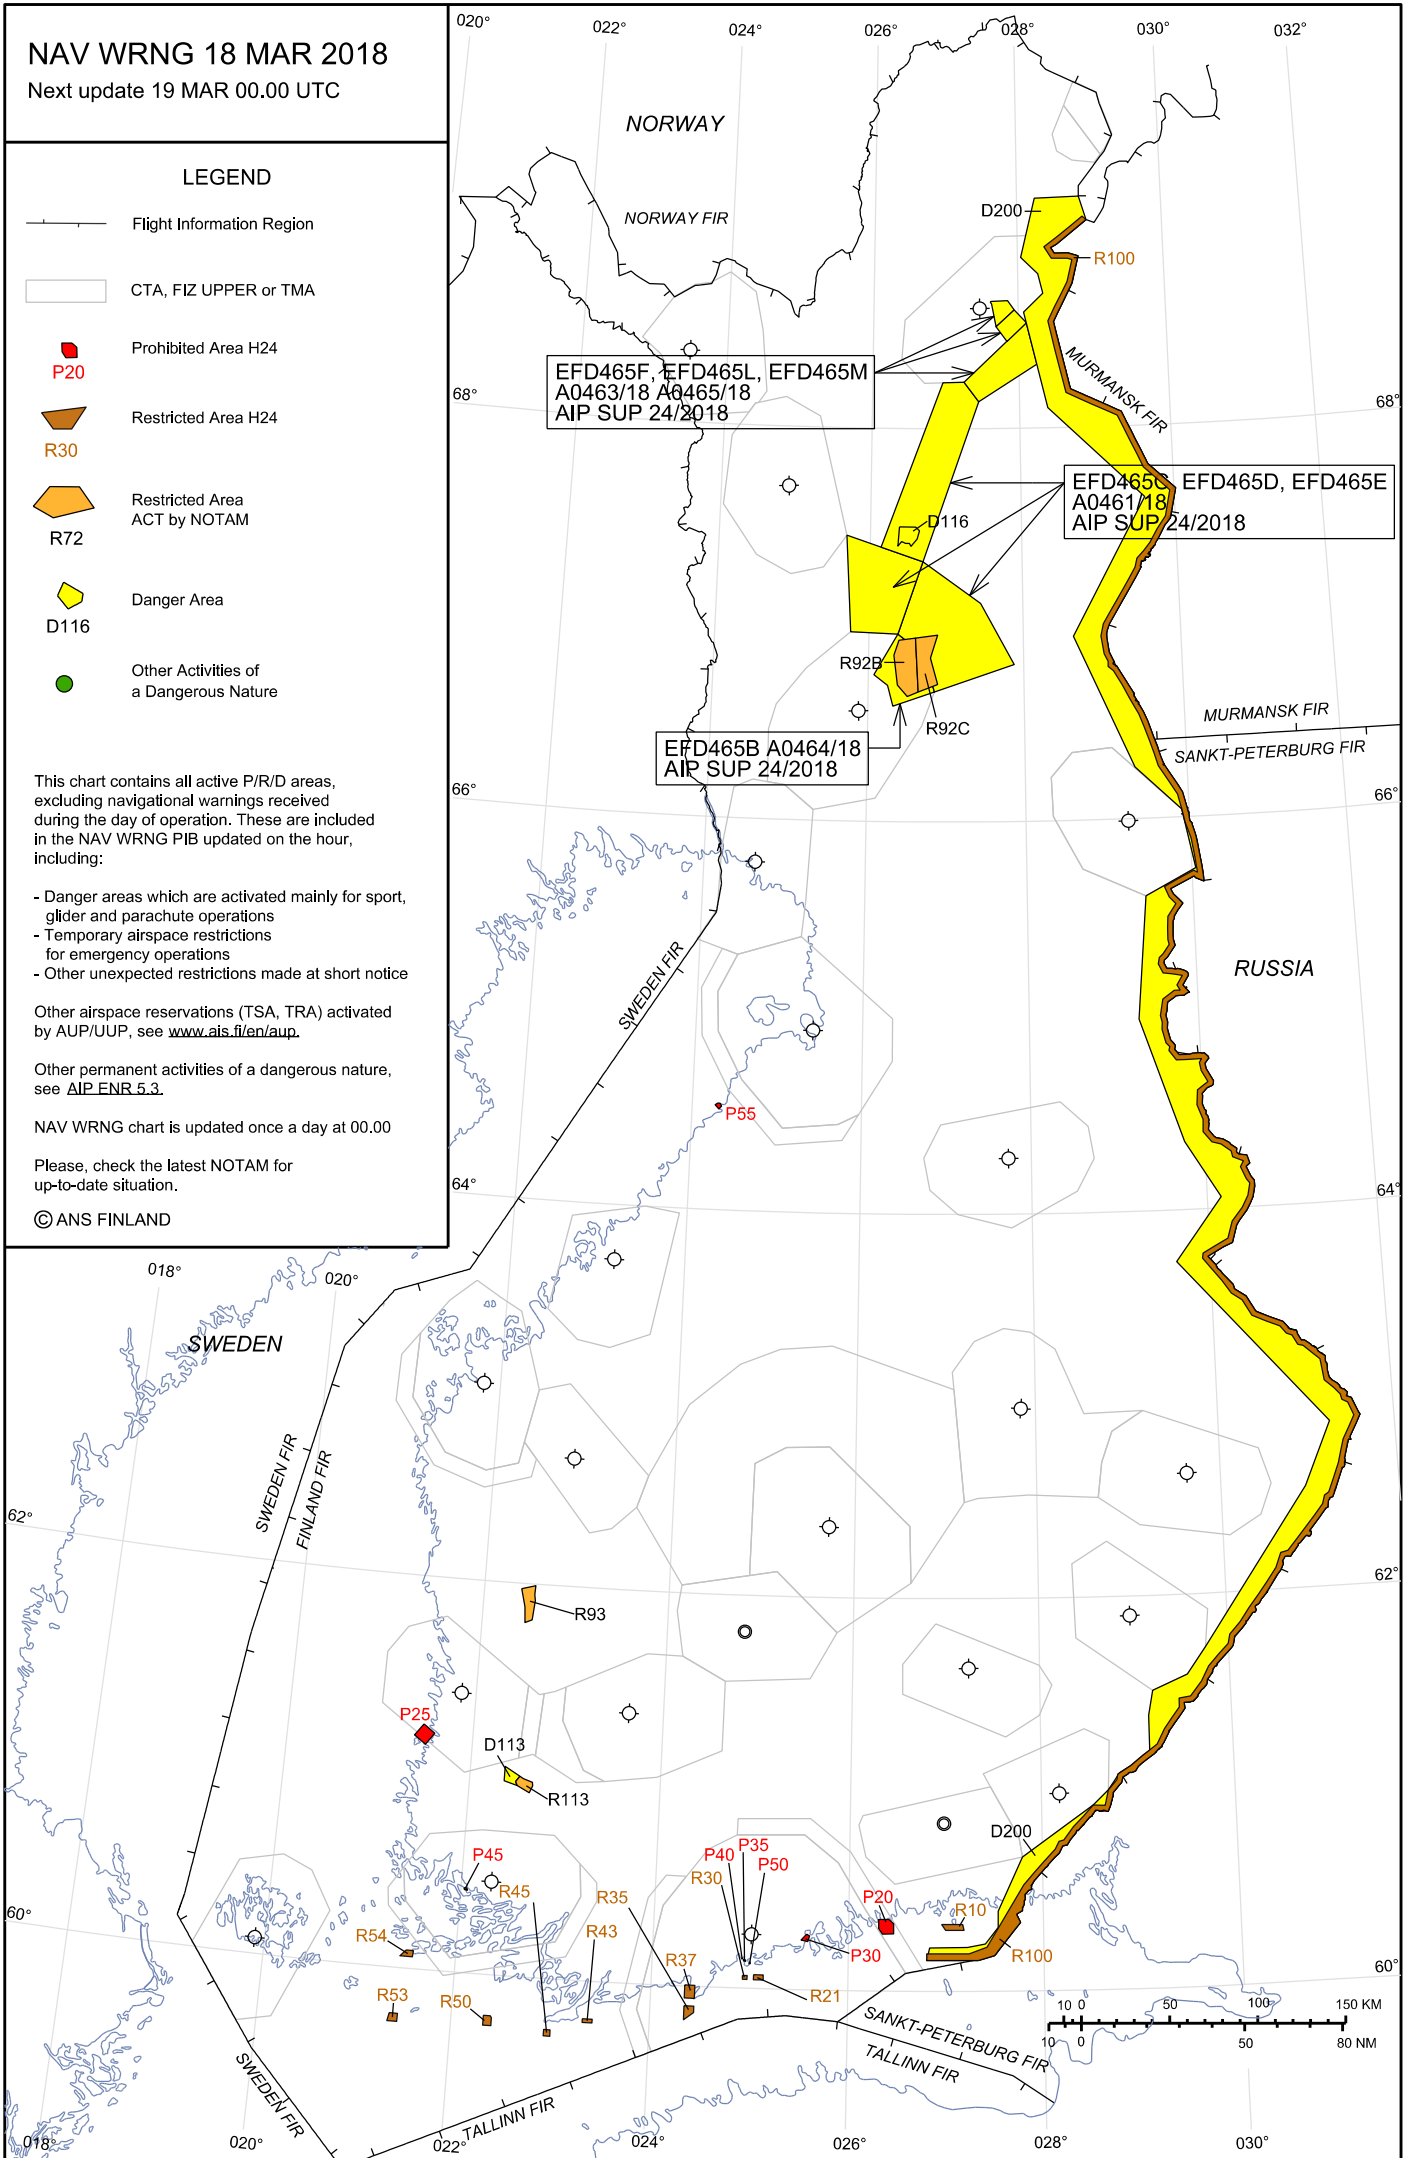 NAV WRNG 18 MAR 2018
Next update 19 MAR 00.00 UTC
LEGEND
Flight Information Region
CTA, FIZ UPPER or TMA
Prohibited Area H24
P20
Restricted Area H24
R30
Restricted Area
ACT by NOTAM
R72
Danger Area
D116
Other Activities of
a Dangerous Nature
This chart contains all active P/R/D areas,
excluding navigational warnings received
during the day of operation. These are included
in the NAV WRNG PIB updated on the hour,
including:
- Danger areas which are activated mainly for sport,
glider and parachute operations
- Temporary airspace restrictions
for emergency operations
- Other unexpected restrictions made at short notice
Other airspace reservations (TSA, TRA) activated
by AUP/UUP, see www.ais.fi/en/aup.
Other permanent activities of a dangerous nature,
see AIP ENR 5.3.
NAV WRNG chart is updated once a day at 00.00
Please, check the latest NOTAM for
up-to-date situation.
© ANS FINLAND
020°
022°
024°
026°
028°
030°
032°
NORWAY
NORWAY FIR
D200
R100
EFD465F, EFD465L, EFD465M
A0463/18 A0465/18
AIP SUP 24/2018
MURMANSK FIR
68°
68°
EFD465C, EFD465D, EFD465E
A0461/18
AIP SUP 24/2018
D116
R92B
R92C
EFD465B A0464/18
AIP SUP 24/2018
MURMANSK FIR
SANKT-PETERBURG FIR
66°
66°
SWEDEN FIR
RUSSIA
P55
64°
64°
018°
020°
SWEDEN
SWEDEN FIR
FINLAND FIR
62°
62°
R93
P25
D113
R113
D200
P45
R45
R35
R43
P40
P35
P50
R30
P20
R10
R54
R37
P30
R100
R53
R50
R21
60°
60°
10 0 50 100 150 KM
10 0 50 80 NM
SANKT-PETERBURG FIR
TALLINN FIR
SWEDEN FIR
TALLINN FIR
018°
020°
022°
024°
026°
028°
030°